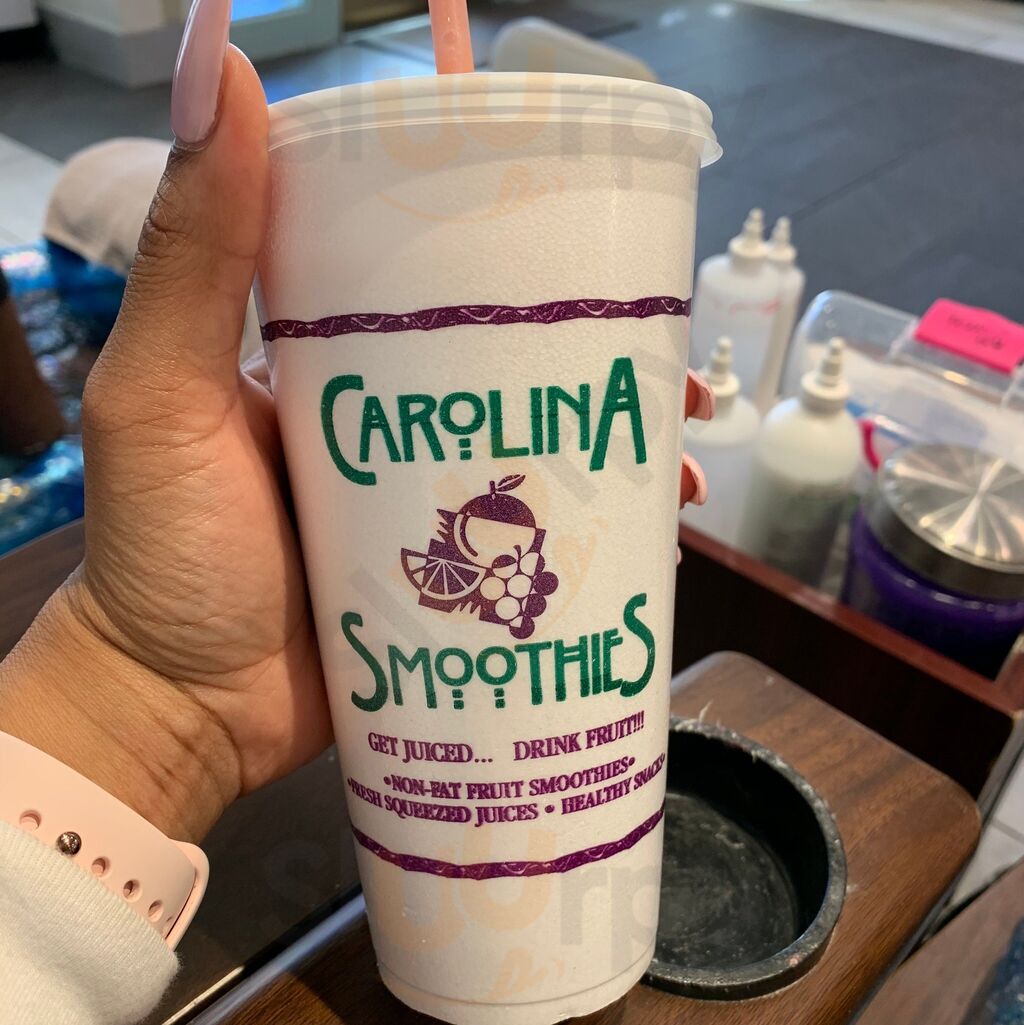 CAROLINA
SMOOTHIES
GET JUICED... DRINK FRUIT!!!
•NON-FAT FRUIT SMOOTHIES•
•FRESH SQUEEZED JUICES • HEALTHY SNACKS•